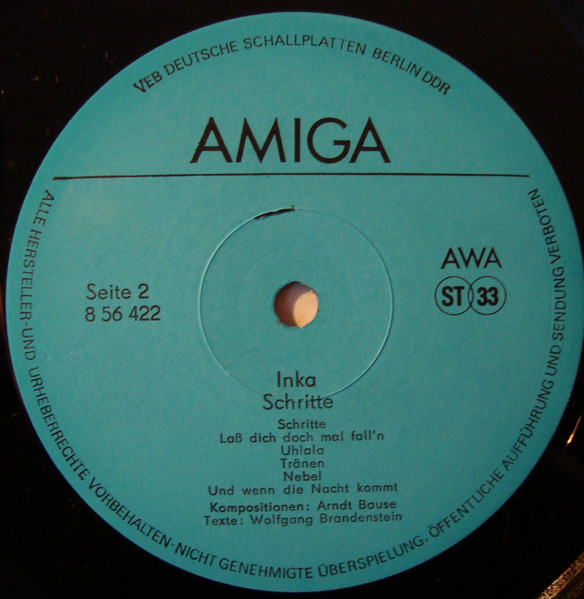 VEB DEUTSCHE SCHALLPLATTEN BERLIN DDR
AMIGA
Seite 2
8 56 422
AWA
ST 33
Inka
Schritte
Schritte
Laß dich doch mal fall'n
Uhlala
Tränen
Nebel
Und wenn die Nacht kommt
Kompositionen: Arndt Bause
Texte: Wolfgang Brandenstein
ALLE HERSTELLER-UND URHEBERRECHTE VORBEHALTEN·NICHT GENEHMIGTE ÜBERSPIELUNG, ÖFFENTLICHE AUFFÜHRUNG UND SENDUNG VERBOTEN